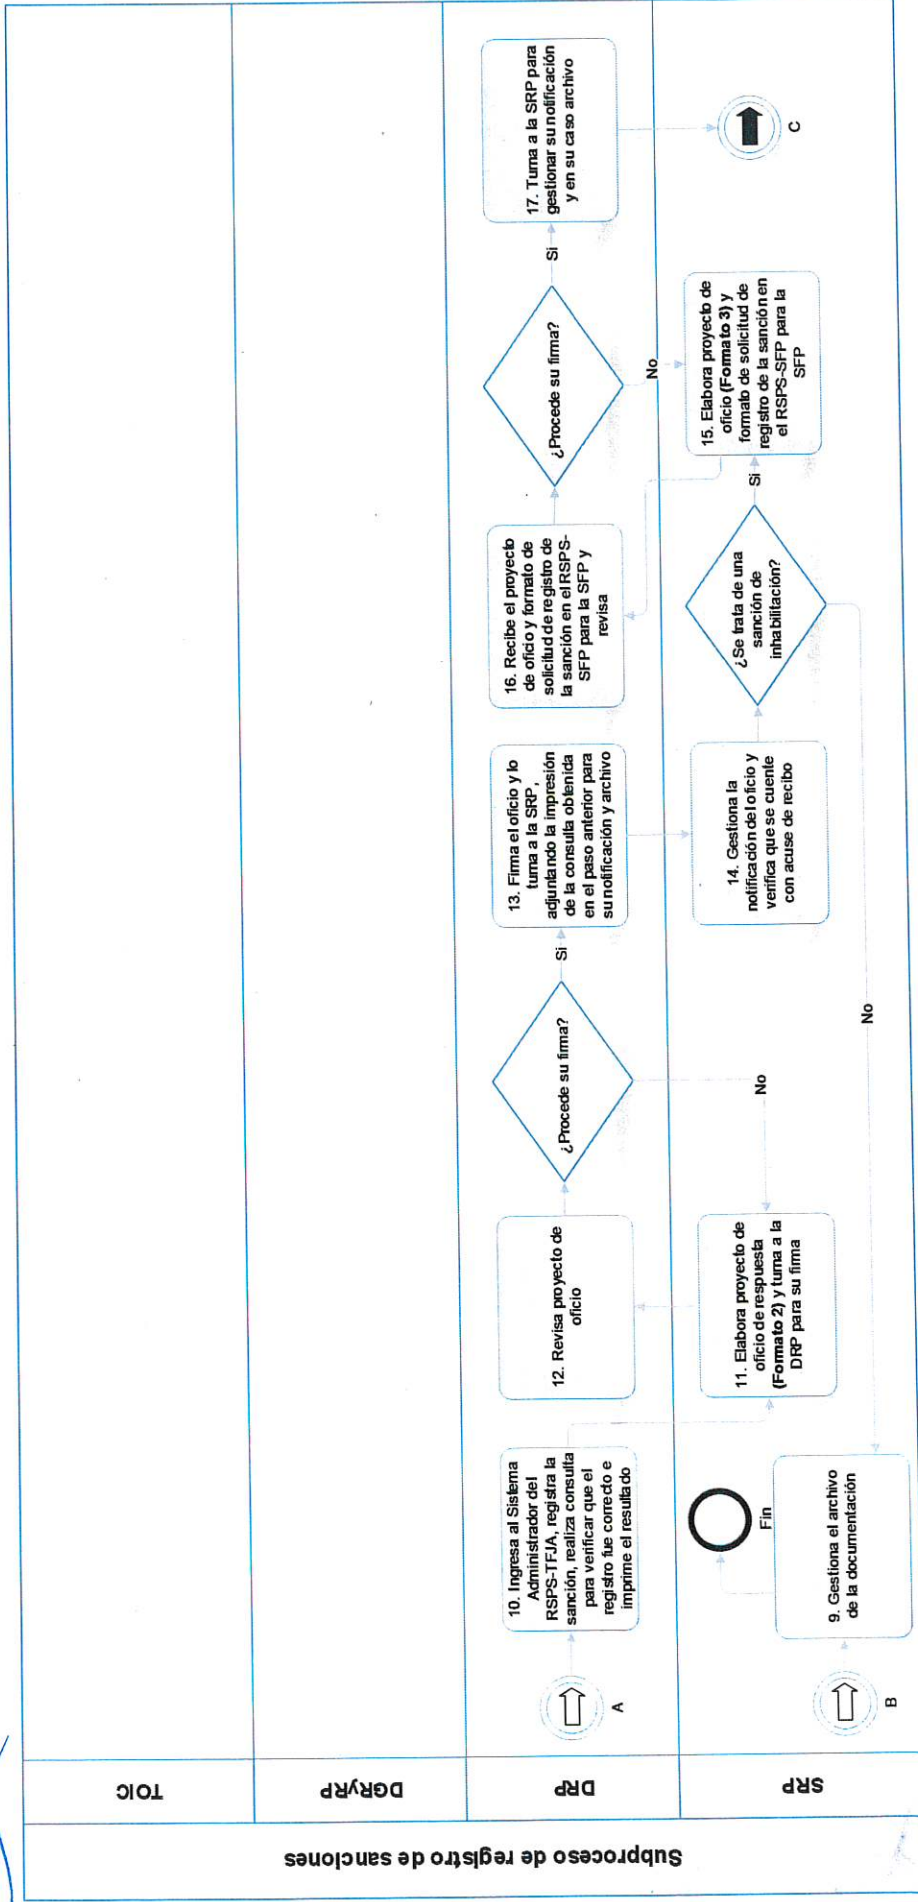 Subproceso de registro de sanciones
TOIC
DGRyRP
DRP
SRP
A
10. Ingresa al Sistema
Administrador del
RSPS-TFJA, registra la
sanción, realiza consulta
para verificar que el
registro fue correcto e
imprime el resultado
12. Revisa proyecto de
oficio
¿Procede su firma?
Si
No
13. Firma el oficio y lo
turna a la SRP,
adjuntando la impresión
de la consulta obtenida
en el paso anterior para
su notificación y archivo
16. Recibe el proyecto
de oficio y formato de
solicitud de registro de
la sanción en el RSPS-
SFP para la SFP y
revisa
¿Procede su firma?
Si
No
17. Turna a la SRP para
gestionar su notificación
y en su caso archivo
B
9. Gestiona el archivo
de la documentación
Fin
11. Elabora proyecto de
oficio de respuesta
(Formato 2) y turna a la
DRP para su firma
14. Gestiona la
notificación del oficio y
verifica que se cuente
con acuse de recibo
¿Se trata de una
sanción de
inhabilitación?
Si
No
15. Elabora proyecto de
oficio (Formato 3) y
formato de solicitud de
registro de la sanción en
el RSPS-SFP para la
SFP
C